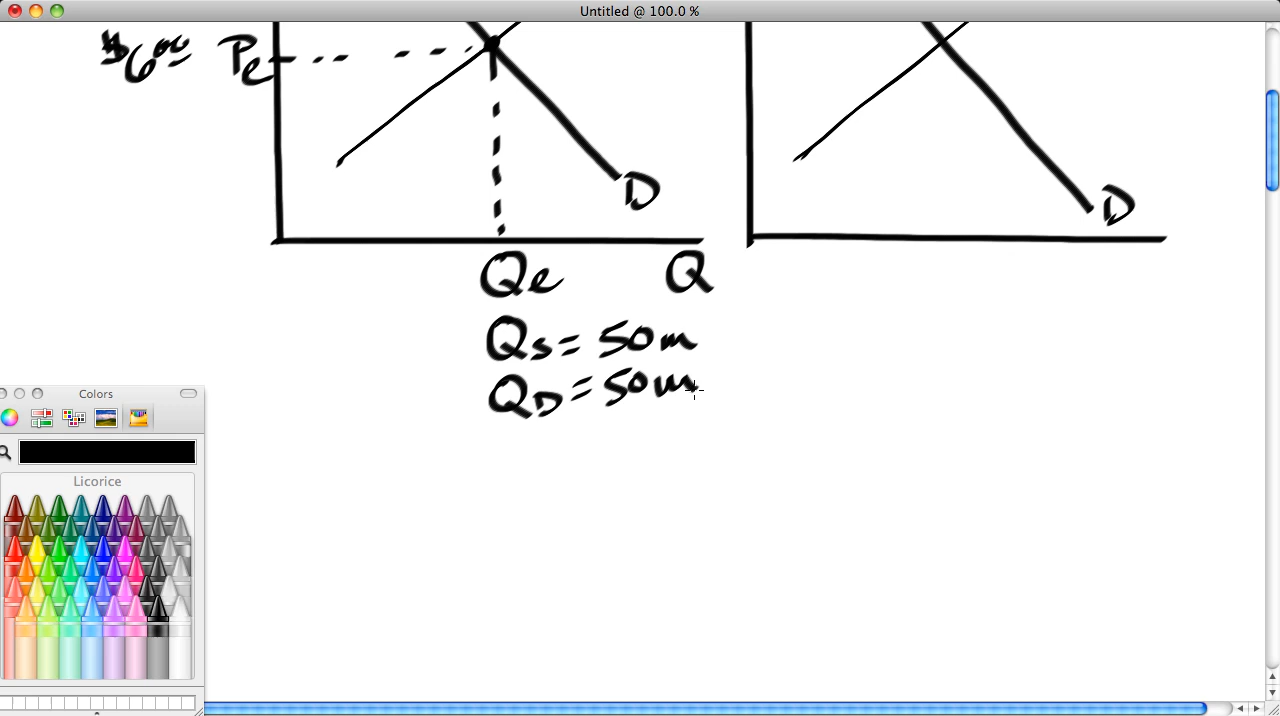 Untitled @ 100.0 %
$6.00 Pe
D
D
Qe Q
Qs = 50m
QD = 50m
Colors
Licorice